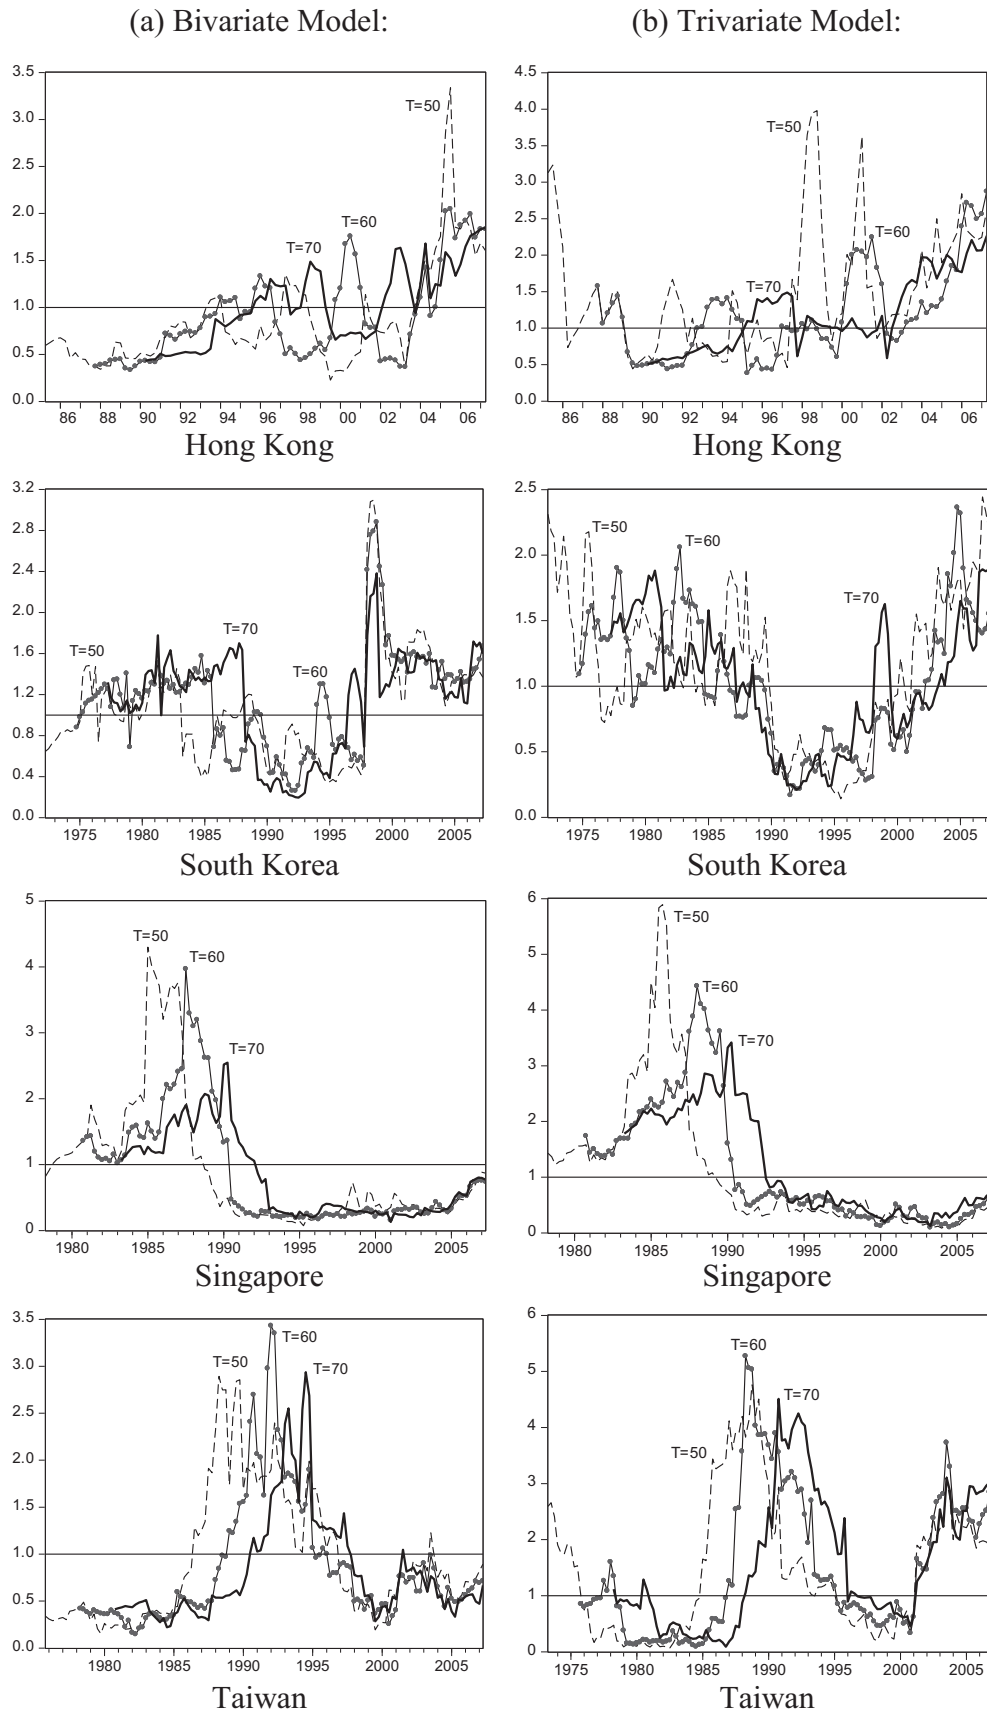 (a) Bivariate Model:
(b) Trivariate Model:
3.5
3.0
2.5
2.0
1.5
1.0
0.5
0.0
T=50
T=60
T=70
86 88 90 92 94 96 98 00 02 04 06
Hong Kong
4.5
4.0
3.5
3.0
2.5
2.0
1.5
1.0
0.5
0.0
T=50
T=60
T=70
86 88 90 92 94 96 98 00 02 04 06
Hong Kong
3.2
2.8
2.4
2.0
1.6
1.2
0.8
0.4
0.0
T=70
T=50
T=60
1975 1980 1985 1990 1995 2000 2005
South Korea
2.5
2.0
1.5
1.0
0.5
0.0
T=50
T=60
T=70
1975 1980 1985 1990 1995 2000 2005
South Korea
5
4
3
2
1
0
T=50
T=60
T=70
1980 1985 1990 1995 2000 2005
Singapore
6
5
4
3
2
1
0
T=50
T=60
T=70
1980 1985 1990 1995 2000 2005
Singapore
3.5
3.0
2.5
2.0
1.5
1.0
0.5
0.0
T=60
T=50
T=70
1980 1985 1990 1995 2000 2005
Taiwan
6
5
4
3
2
1
0
T=60
T=70
T=50
1975 1980 1985 1990 1995 2000 2005
Taiwan